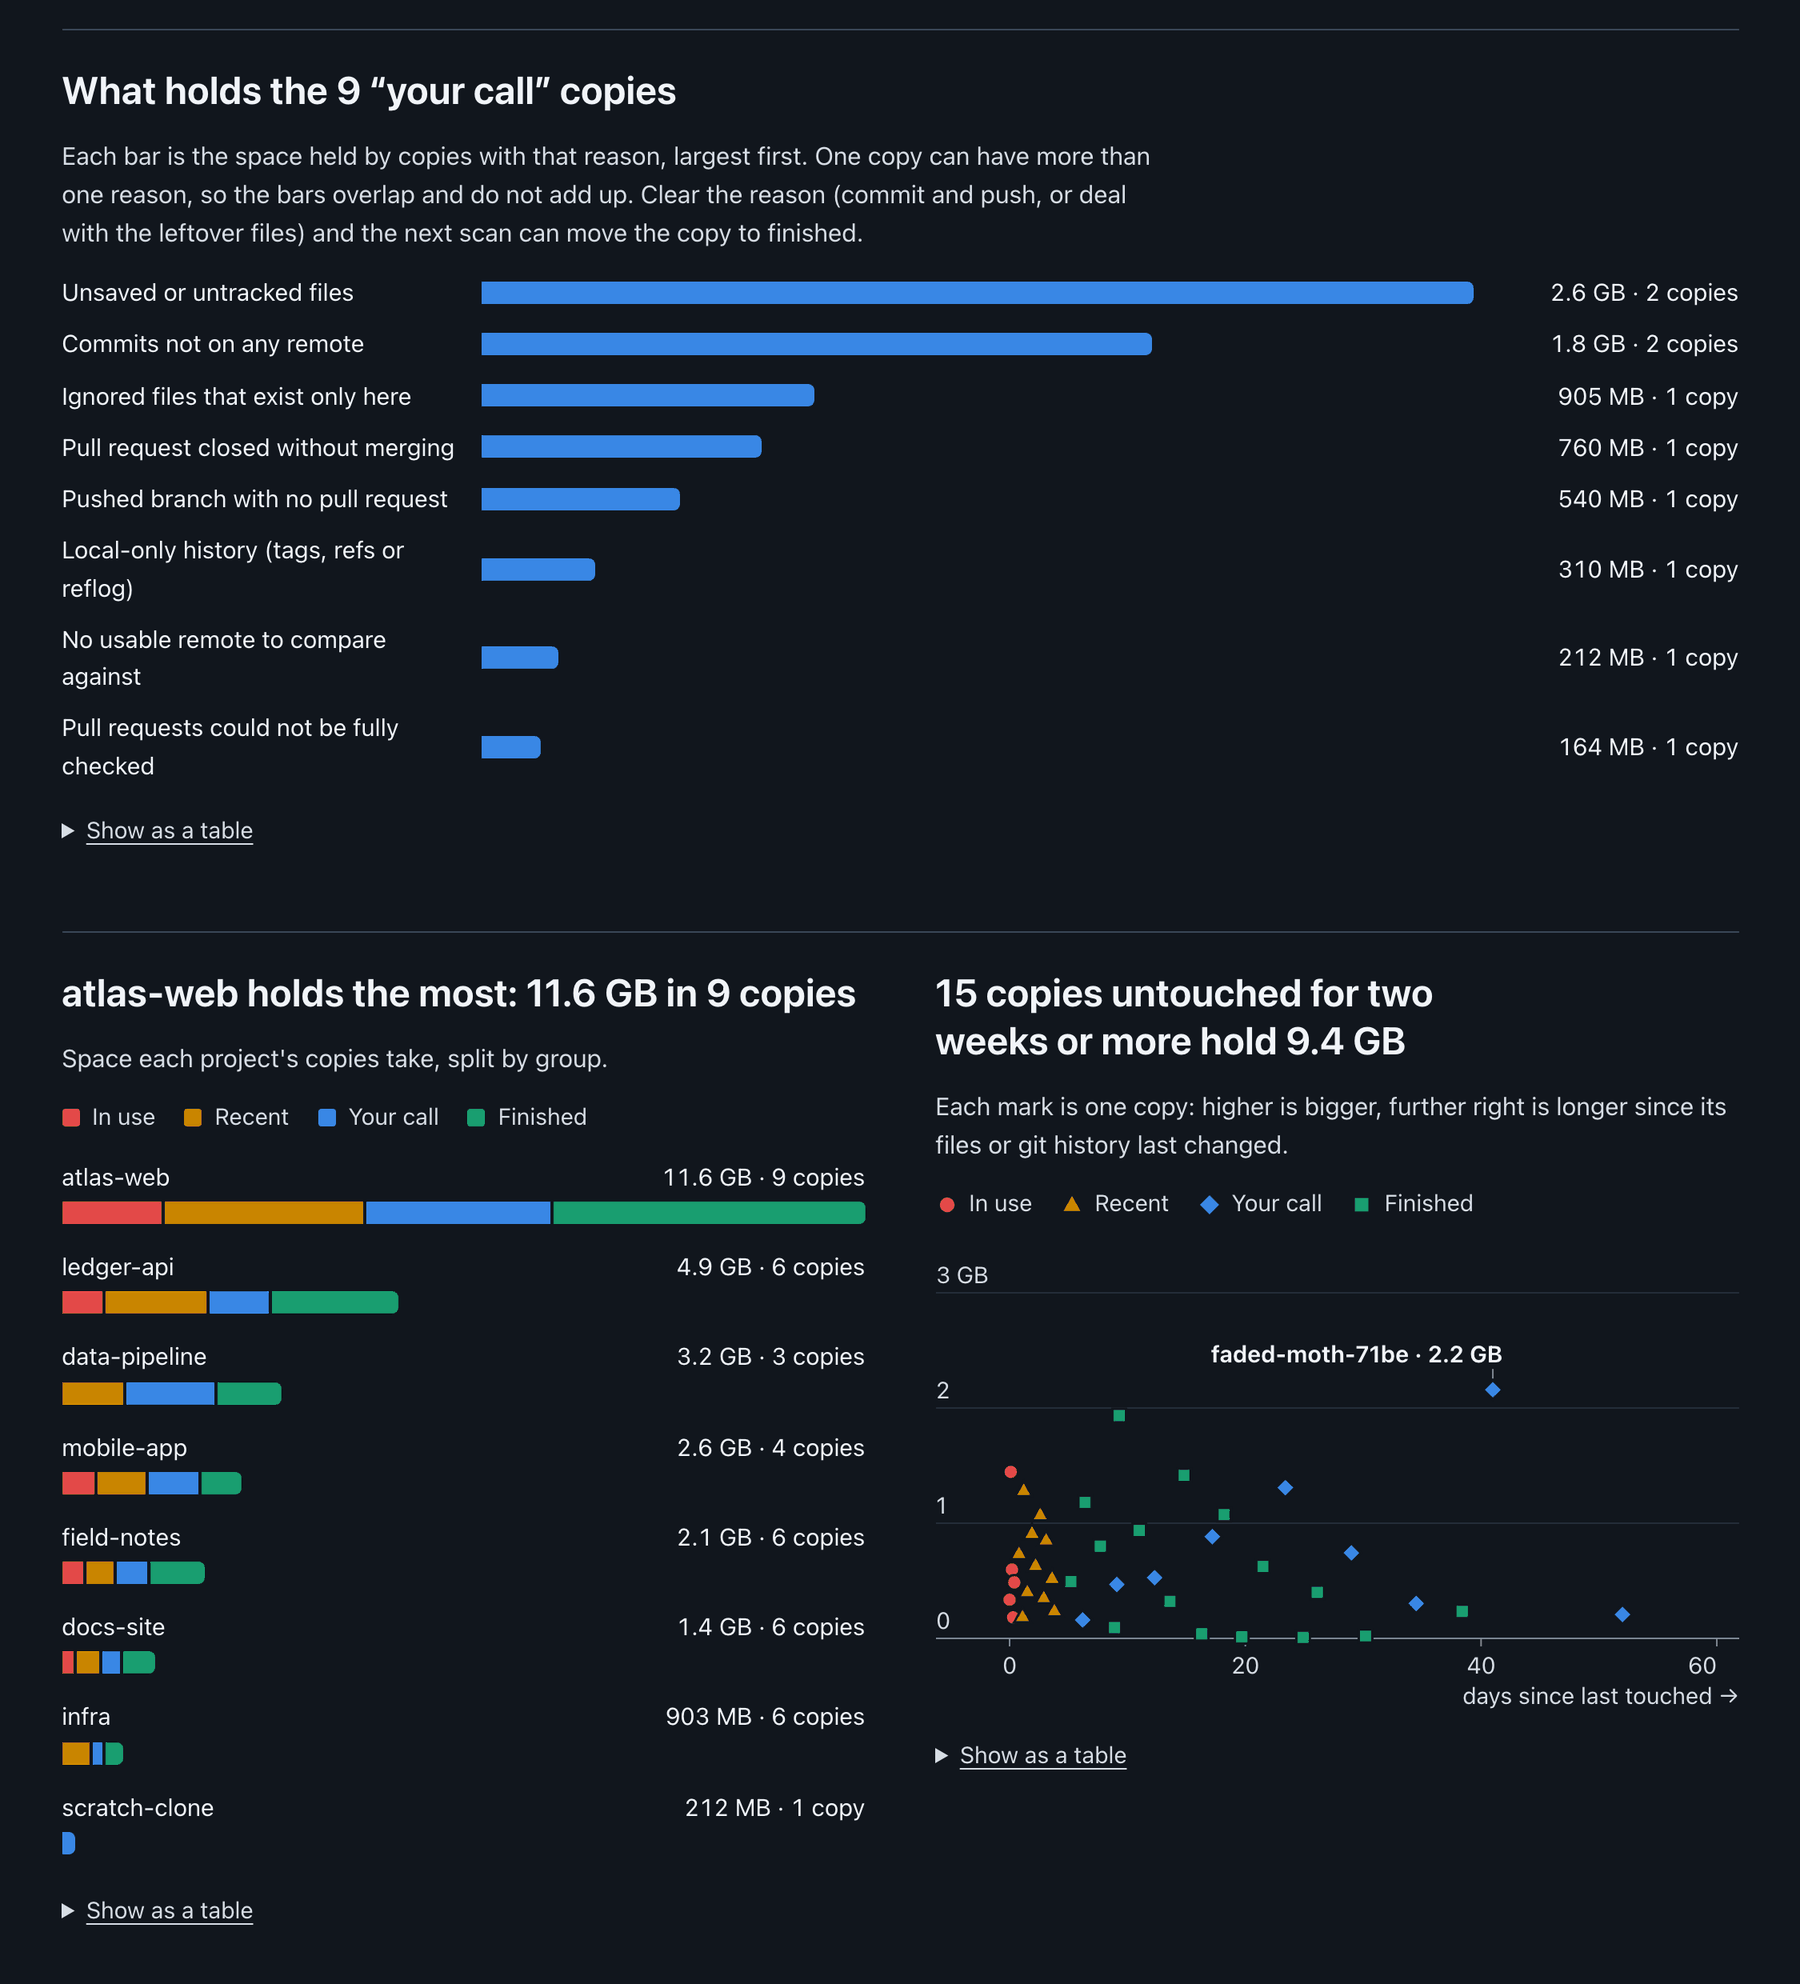 What holds the 9 “your call” copies
Each bar is the space held by copies with that reason, largest first. One copy can have more than
one reason, so the bars overlap and do not add up. Clear the reason (commit and push, or deal
with the leftover files) and the next scan can move the copy to finished.
Unsaved or untracked files
2.6 GB · 2 copies
Commits not on any remote
1.8 GB · 2 copies
Ignored files that exist only here
905 MB · 1 copy
Pull request closed without merging
760 MB · 1 copy
Pushed branch with no pull request
540 MB · 1 copy
Local-only history (tags, refs or
reflog)
310 MB · 1 copy
No usable remote to compare
against
212 MB · 1 copy
Pull requests could not be fully
checked
164 MB · 1 copy
Show as a table
atlas-web holds the most: 11.6 GB in 9 copies
Space each project's copies take, split by group.
In use
Recent
Your call
Finished
atlas-web
11.6 GB · 9 copies
ledger-api
4.9 GB · 6 copies
data-pipeline
3.2 GB · 3 copies
mobile-app
2.6 GB · 4 copies
field-notes
2.1 GB · 6 copies
docs-site
1.4 GB · 6 copies
infra
903 MB · 6 copies
scratch-clone
212 MB · 1 copy
Show as a table
15 copies untouched for two
weeks or more hold 9.4 GB
Each mark is one copy: higher is bigger, further right is longer since its
files or git history last changed.
In use
Recent
Your call
Finished
3 GB
faded-moth-71be · 2.2 GB
2
1
0
0
20
40
60
days since last touched →
Show as a table